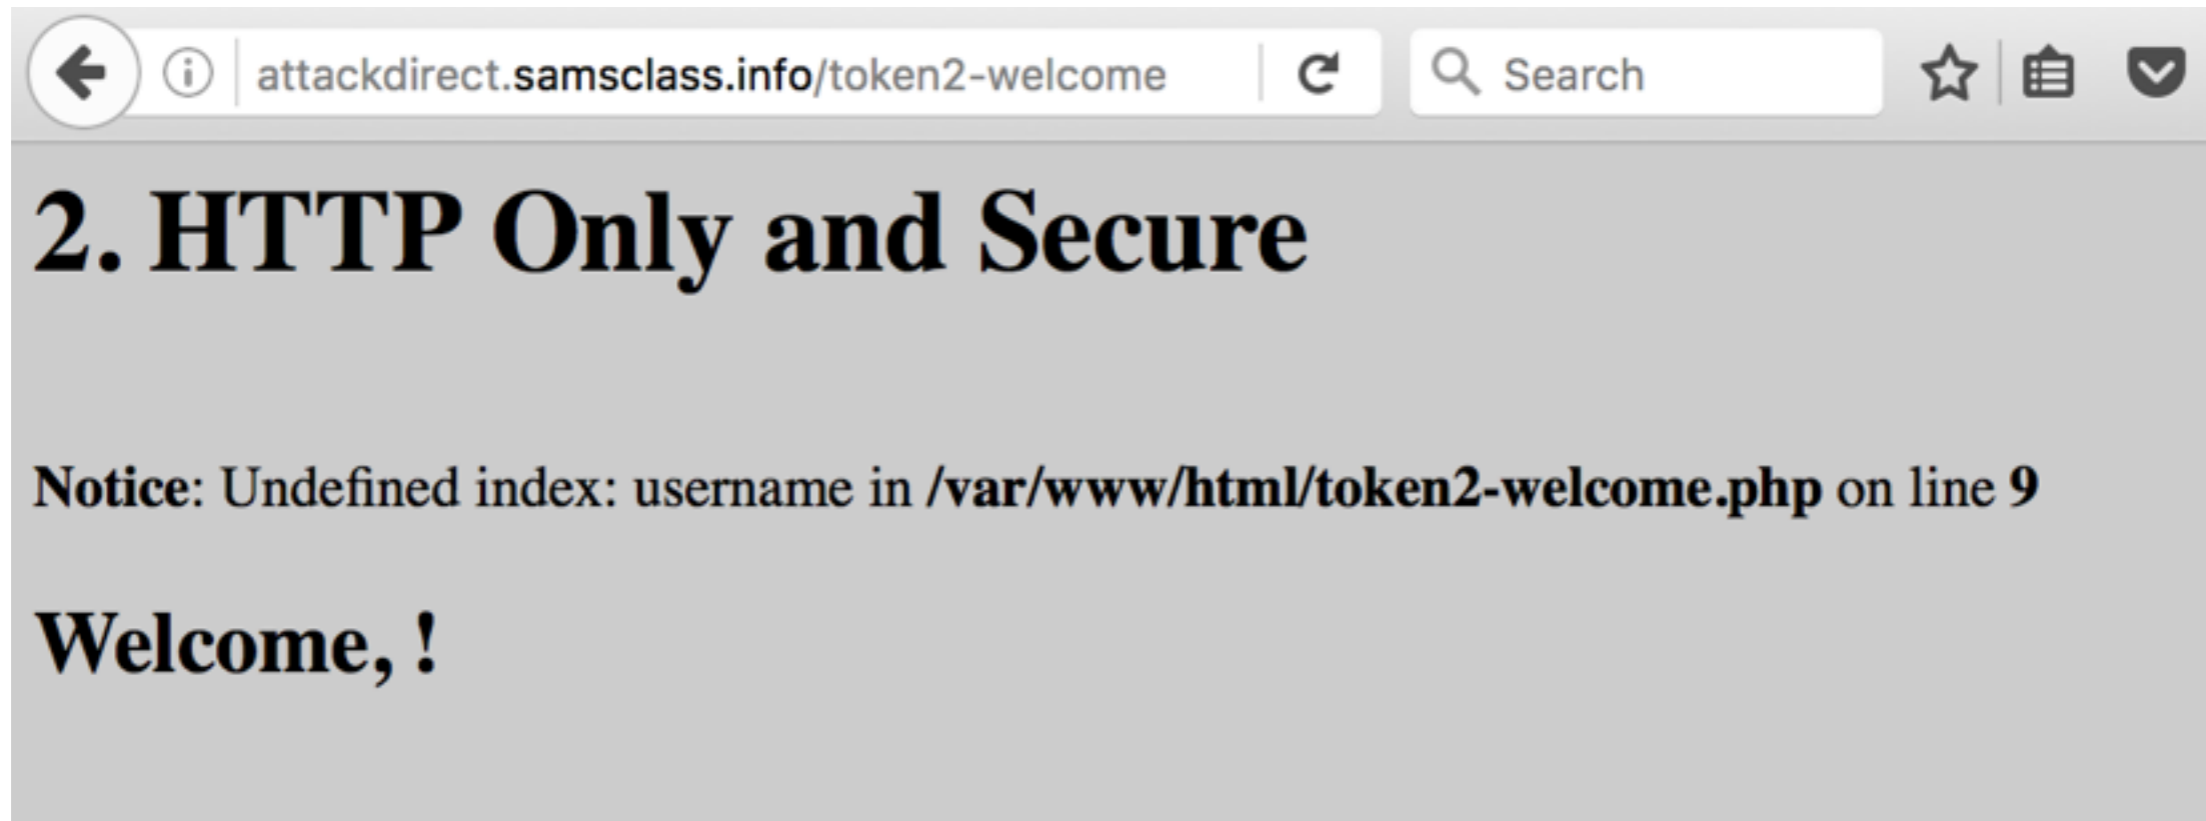 attackdirect.samsclass.info/token2-welcome
Search
2. HTTP Only and Secure
Notice: Undefined index: username in /var/www/html/token2-welcome.php on line 9
Welcome, !